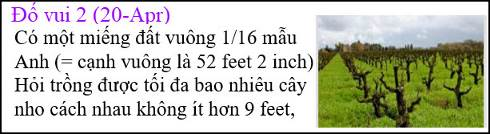 Đố vui 2 (20-Apr)
Có một miếng đất vuông 1/16 mẫu
Anh (= cạnh vuông là 52 feet 2 inch)
Hỏi trồng được tối đa bao nhiêu cây
nho cách nhau không ít hơn 9 feet,